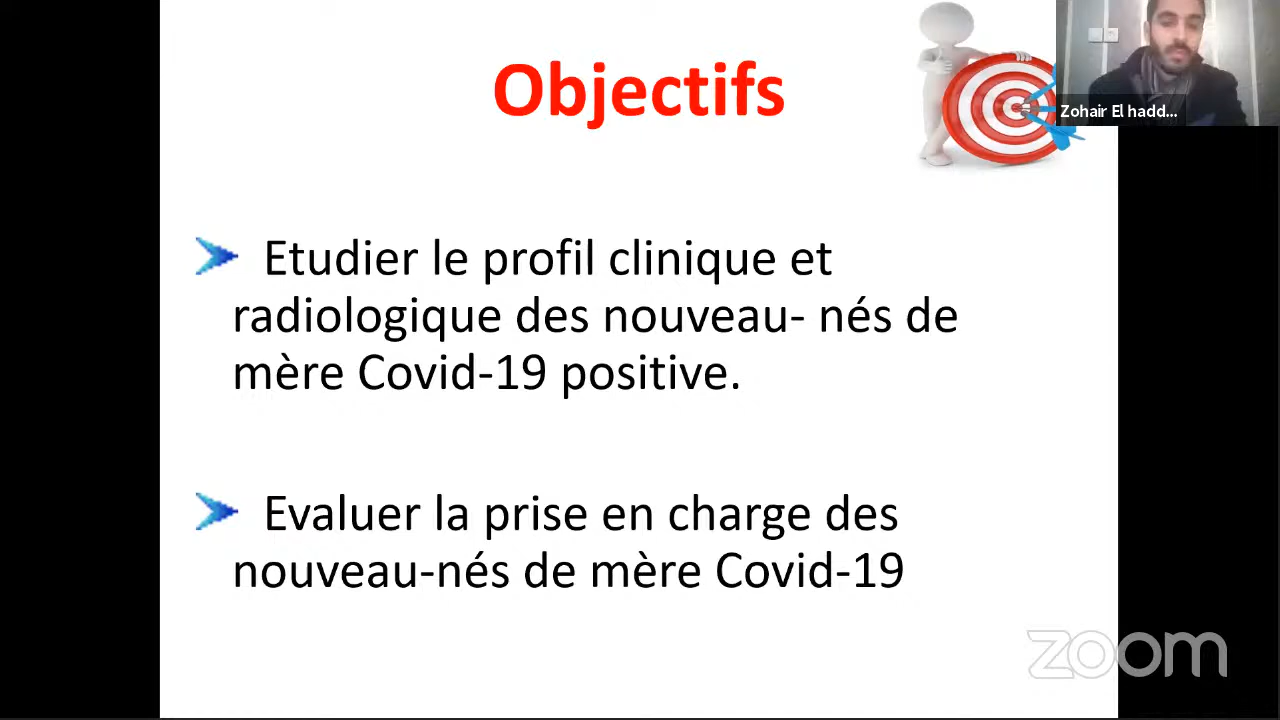 Objectifs
Zohair El hadd...
Etudier le profil clinique et
radiologique des nouveau- nés de
mère Covid-19 positive.
Evaluer la prise en charge des
nouveau-nés de mère Covid-19
zoom